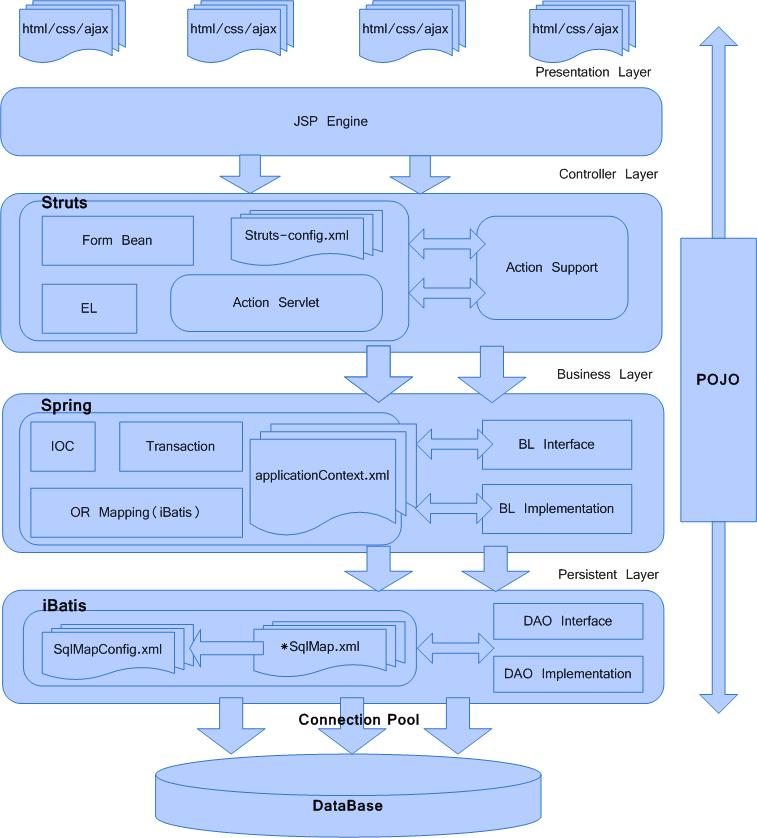 html/css/ajax html/css/ajax html/css/ajax html/css/ajax
Presentation Layer
JSP Engine
Controller Layer
Struts
Form Bean
Struts-config.xml
Action Support
EL
Action Servlet
Business Layer
POJO
Spring
IOC
Transaction
applicationContext.xml
BL Interface
OR Mapping(iBatis)
BL Implementation
Persistent Layer
iBatis
SqlMapConfig.xml
*SqlMap.xml
DAO Interface
DAO Implementation
Connection Pool
DataBase